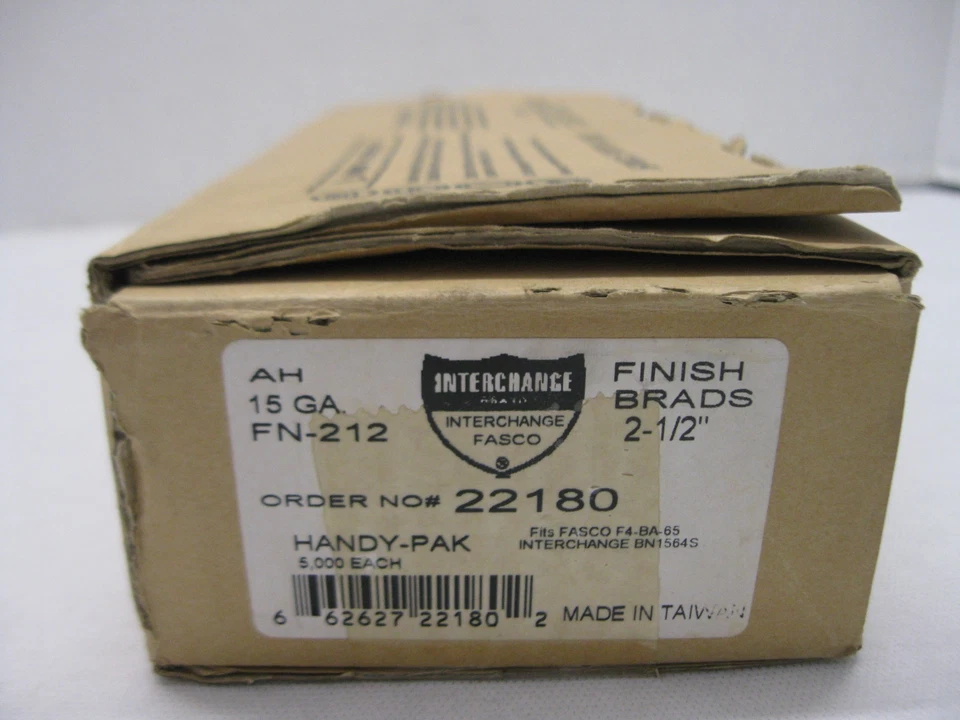 AH
15 GA.
FN-212
INTERCHANGE
BRAND
INTERCHANGE
FASCO
FINISH
BRADS
2-1/2"
ORDER NO# 22180
HANDY-PAK
5,000 EACH
Fits FASCO F4-BA-65
INTERCHANGE BN1564S
6 62627 22180 2
MADE IN TAIWAN